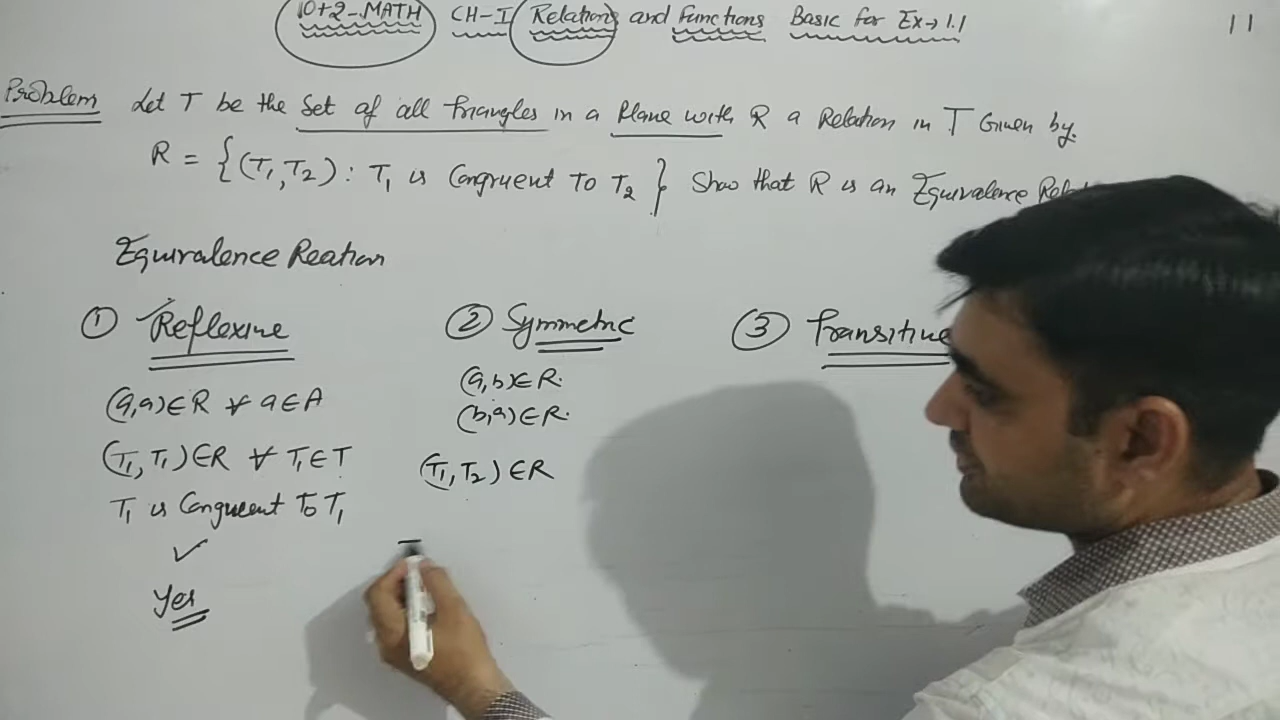 10+2-MATH CH-I Relations and Functions Basic for Ex→1.1 11
Problem Let T be the Set of all Triangles in a Plane with R a Relation in T Given by.
R = {(T₁,T₂): T₁ is Congruent To T₂} Show that R is an Equivalence
Equivalence Reation
① Reflexive
(a,a)∈R ∀ a∈A
(T₁,T₁)∈R ∀ T₁∈T
T₁ is Congruent To T₁
✓
Yes
② Symmetric
(a,b)∈R.
(b,a)∈R.
(T₁,T₂)∈R
③ Transitive